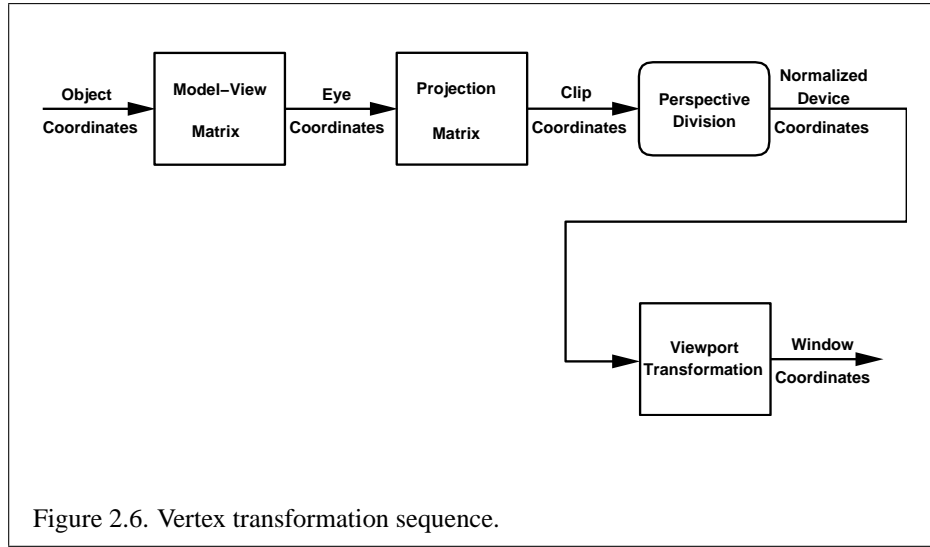 Object
Coordinates
Model–View
Matrix
Eye
Coordinates
Projection
Matrix
Clip
Coordinates
Perspective
Division
Normalized
Device
Coordinates
Viewport
Transformation
Window
Coordinates
Figure 2.6. Vertex transformation sequence.